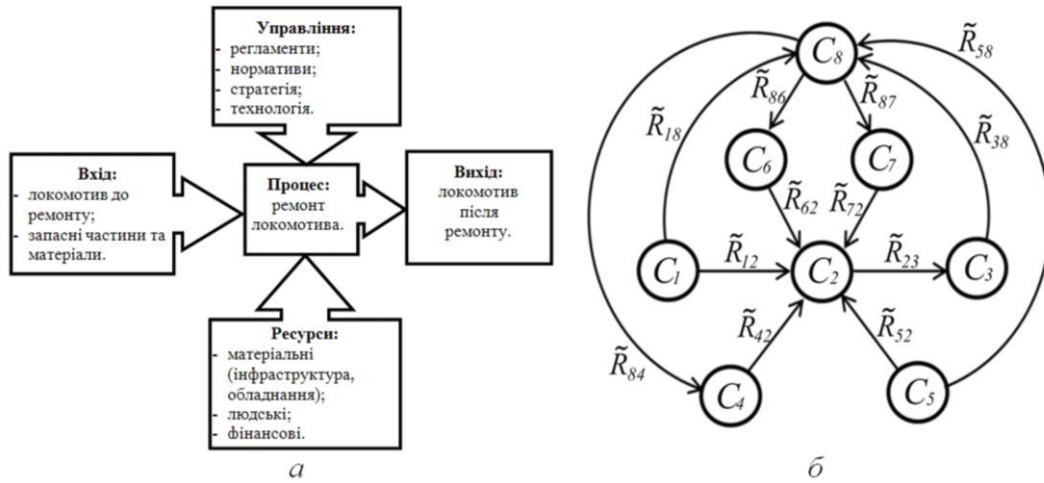 Управління:
- регламенти;
- нормативи;
- стратегія;
- технологія.
Вхід:
- локомотив до
ремонту;
- запасні частини та
матеріали.
Процес:
ремонт
локомотива.
Вихід:
локомотив
після
ремонту.
Ресурси:
- матеріальні
(інфраструктура,
обладнання);
- людські;
- фінансові.
а
C₈
R̃₅₈
R̃₈₆
R̃₈₇
R̃₁₈
R̃₃₈
C₆
C₇
R̃₆₂
R̃₇₂
C₁
R̃₁₂
C₂
R̃₂₃
C₃
R̃₄₂
R̃₅₂
R̃₈₄
C₄
C₅
б